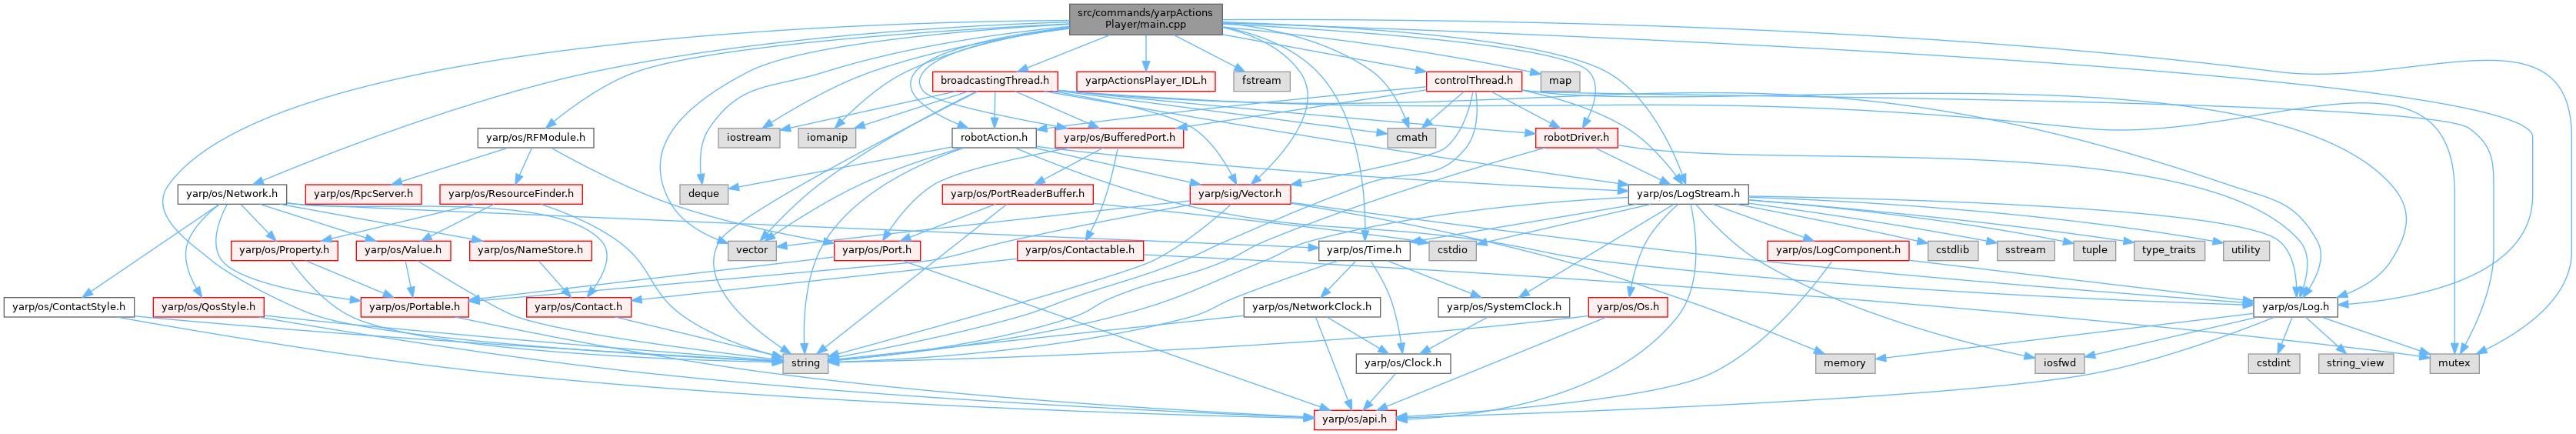 src/commands/yarpActions
Player/main.cpp
broadcastingThread.h
yarpActionsPlayer_IDL.h
fstream
controlThread.h
map
yarp/os/RFModule.h
iostream
iomanip
robotAction.h
yarp/os/BufferedPort.h
cmath
robotDriver.h
yarp/os/Network.h
yarp/os/RpcServer.h
yarp/os/ResourceFinder.h
deque
yarp/os/PortReaderBuffer.h
yarp/sig/Vector.h
yarp/os/LogStream.h
yarp/os/Property.h
yarp/os/Value.h
yarp/os/NameStore.h
vector
yarp/os/Port.h
yarp/os/Contactable.h
cstdio
yarp/os/Time.h
yarp/os/LogComponent.h
cstdlib
sstream
tuple
type_traits
utility
yarp/os/ContactStyle.h
yarp/os/QosStyle.h
yarp/os/Portable.h
yarp/os/Contact.h
yarp/os/NetworkClock.h
yarp/os/SystemClock.h
yarp/os/Os.h
yarp/os/Log.h
string
yarp/os/Clock.h
memory
iosfwd
cstdint
string_view
mutex
yarp/os/api.h